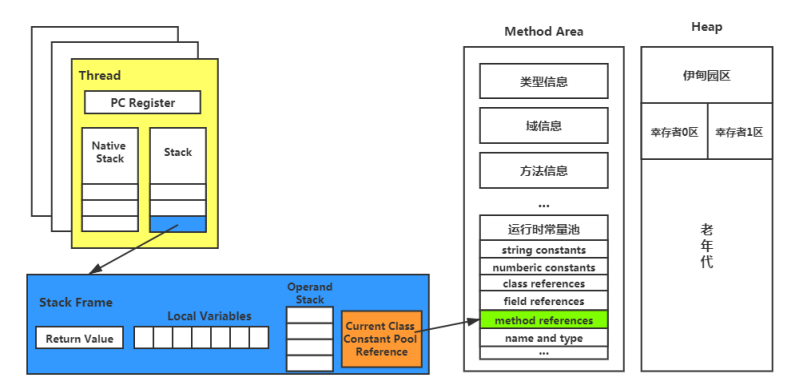 Thread
PC Register
Native
Stack
Stack
Stack Frame
Return Value
Local Variables
Operand
Stack
Current Class
Constant Pool
Reference
Method Area
类型信息
域信息
方法信息
...
运行时常量池
string constants
numberic constants
class references
field references
method references
name and type
...
Heap
伊甸园区
幸存者0区
幸存者1区
老
年
代